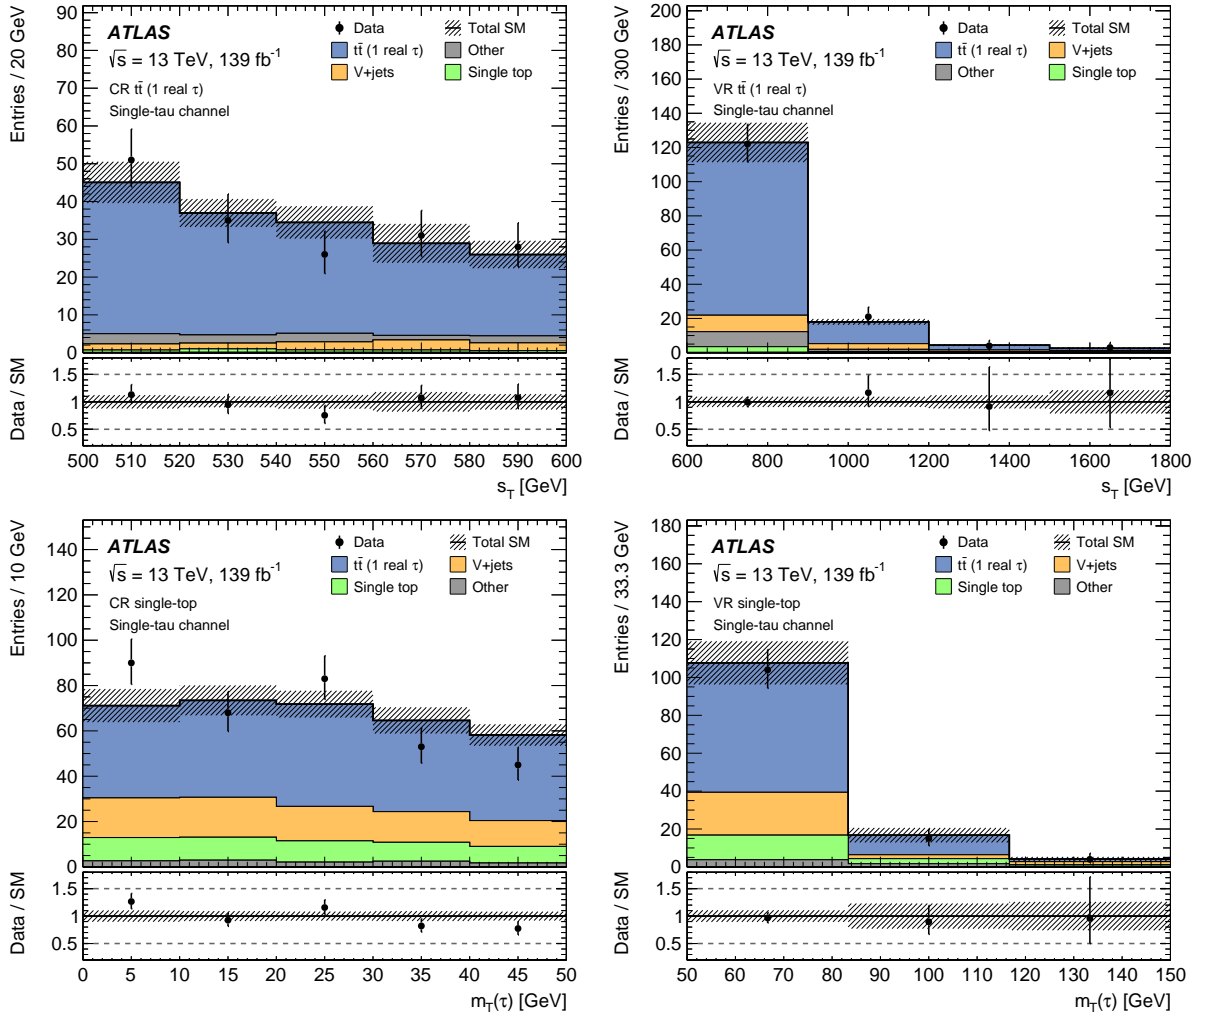 Entries / 20 GeV
90
80
70
60
50
40
30
20
10
0
ATLAS
√s = 13 TeV, 139 fb⁻¹
CR tt̄ (1 real τ)
Single-tau channel
Data
Total SM
tt̄ (1 real τ)
Other
V+jets
Single top
Data / SM
1.5
1
0.5
500 510 520 530 540 550 560 570 580 590 600
s_T [GeV]
Entries / 300 GeV
200
180
160
140
120
100
80
60
40
20
0
ATLAS
√s = 13 TeV, 139 fb⁻¹
VR tt̄ (1 real τ)
Single-tau channel
Data
Total SM
tt̄ (1 real τ)
V+jets
Other
Single top
Data / SM
1.5
1
0.5
600 800 1000 1200 1400 1600 1800
s_T [GeV]
Entries / 10 GeV
140
120
100
80
60
40
20
0
ATLAS
√s = 13 TeV, 139 fb⁻¹
CR single-top
Single-tau channel
Data
Total SM
tt̄ (1 real τ)
V+jets
Single top
Other
Data / SM
1.5
1
0.5
0 5 10 15 20 25 30 35 40 45 50
m_T(τ) [GeV]
Entries / 33.3 GeV
180
160
140
120
100
80
60
40
20
0
ATLAS
√s = 13 TeV, 139 fb⁻¹
VR single-top
Single-tau channel
Data
Total SM
tt̄ (1 real τ)
V+jets
Single top
Other
Data / SM
1.5
1
0.5
50 60 70 80 90 100 110 120 130 140 150
m_T(τ) [GeV]